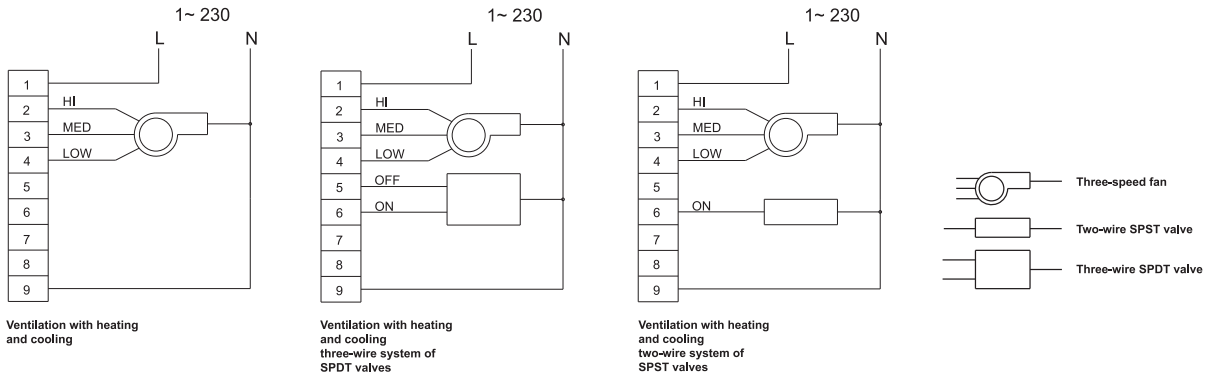 1~ 230
L N
1
2 HI
3 MED
4 LOW
5
6
7
8
9
Ventilation with heating
and cooling
1~ 230
L N
1
2 HI
3 MED
4 LOW
5 OFF
6 ON
7
8
9
Ventilation with heating
and cooling
three-wire system of
SPDT valves
1~ 230
L N
1
2 HI
3 MED
4 LOW
5
6 ON
7
8
9
Ventilation with heating
and cooling
two-wire system of
SPST valves
Three-speed fan
Two-wire SPST valve
Three-wire SPDT valve